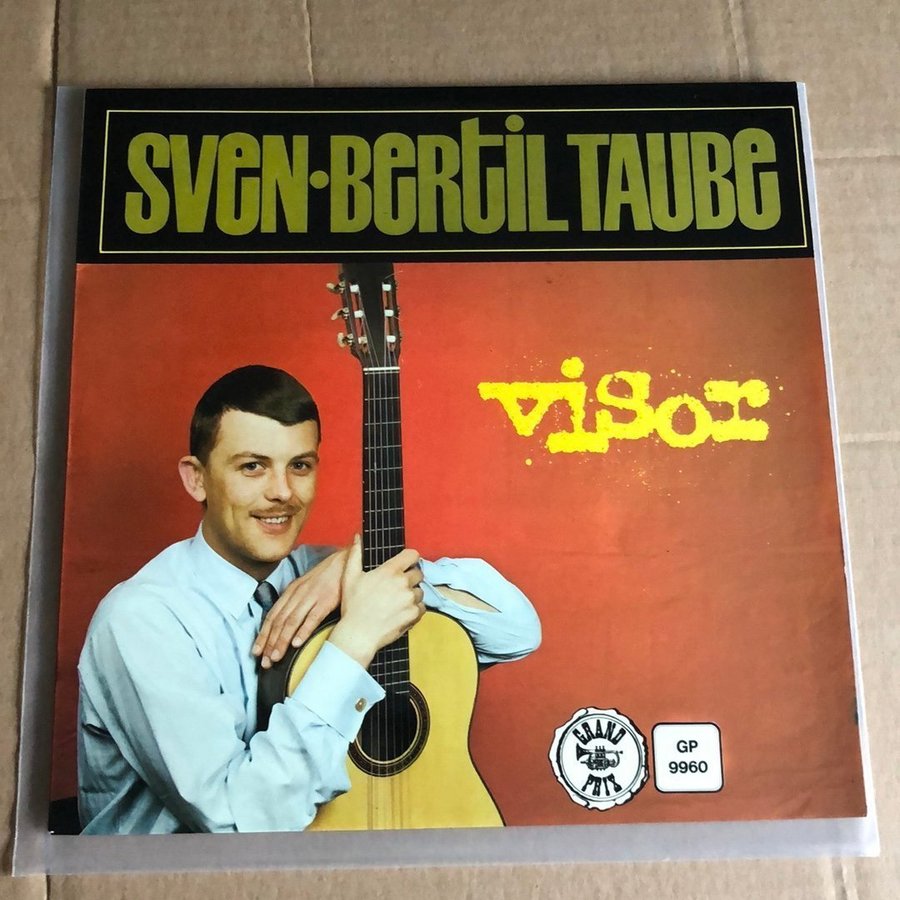 SVEN·BERTIL TAUBE
visor
GRAND
PRIX
GP
9960